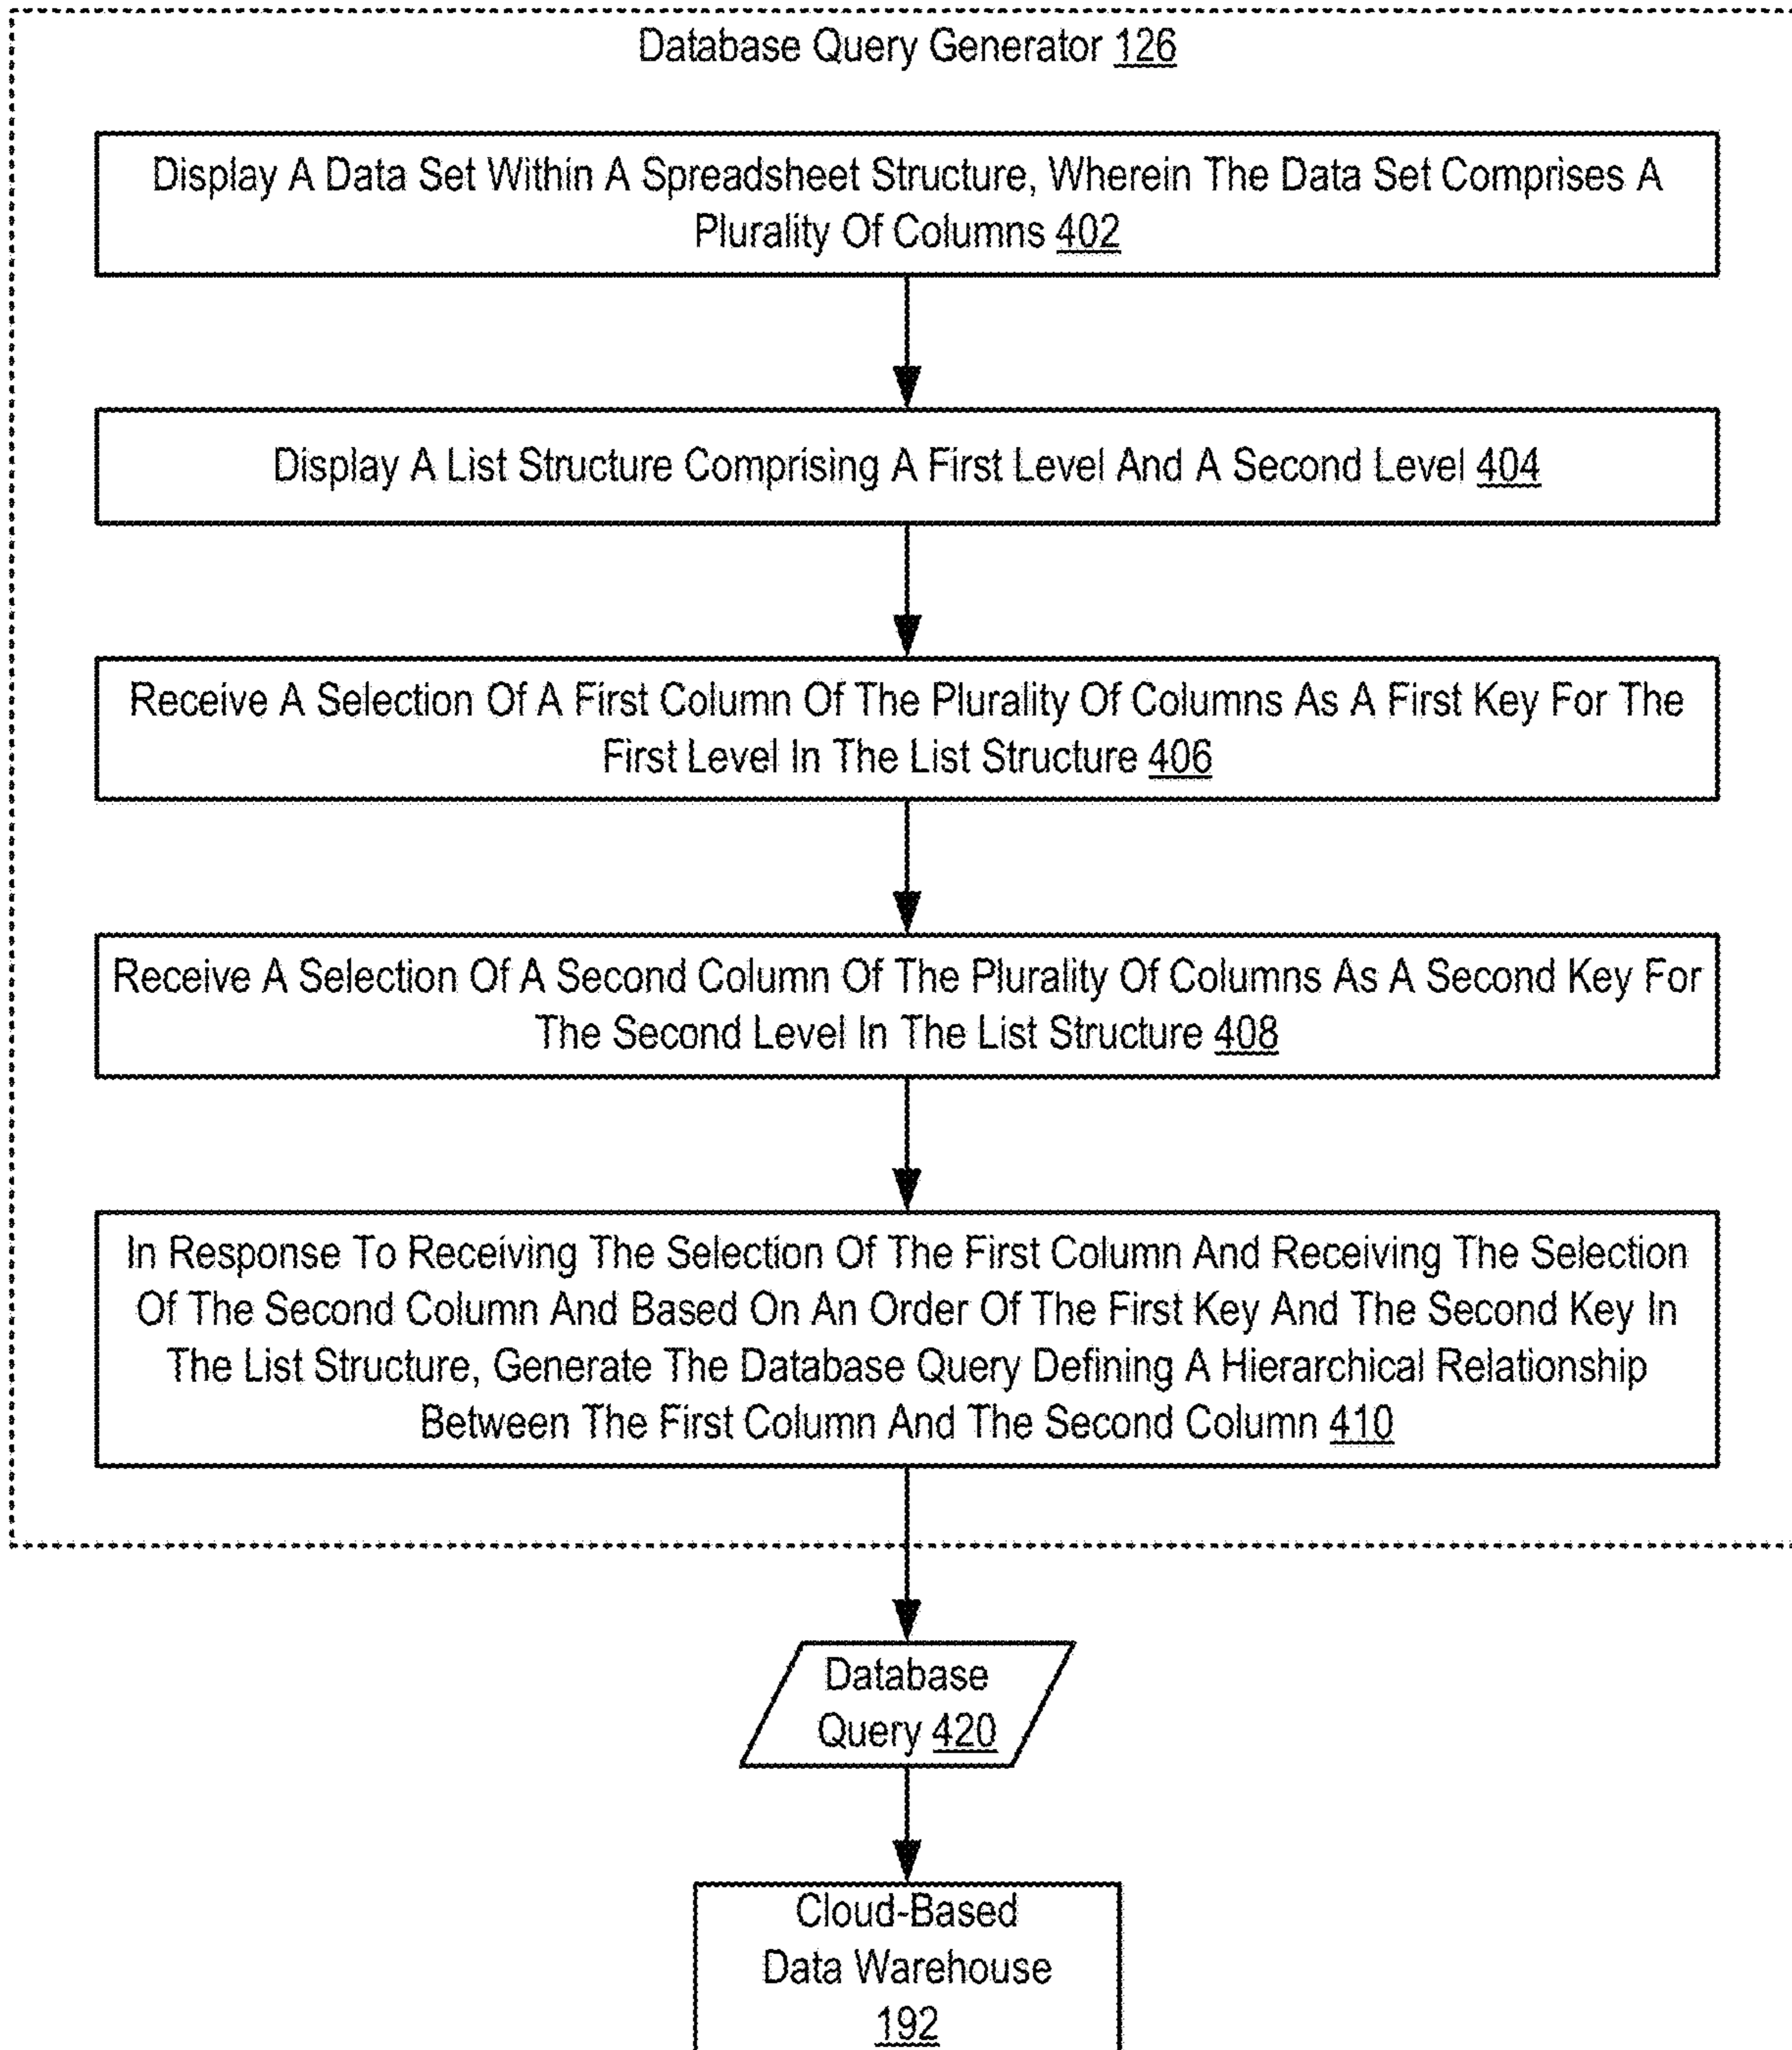 Database Query Generator 126
Display A Data Set Within A Spreadsheet Structure, Wherein The Data Set Comprises A
Plurality Of Columns 402
Display A List Structure Comprising A First Level And A Second Level 404
Receive A Selection Of A First Column Of The Plurality Of Columns As A First Key For The
First Level In The List Structure 406
Receive A Selection Of A Second Column Of The Plurality Of Columns As A Second Key For
The Second Level In The List Structure 408
In Response To Receiving The Selection Of The First Column And Receiving The Selection
Of The Second Column And Based On An Order Of The First Key And The Second Key In
The List Structure, Generate The Database Query Defining A Hierarchical Relationship
Between The First Column And The Second Column 410
Database
Query 420
Cloud-Based
Data Warehouse
192